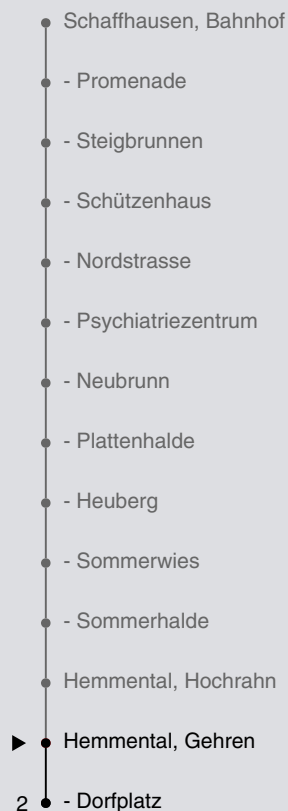 Schaffhausen, Bahnhof
- Promenade
- Steigbrunnen
- Schützenhaus
- Nordstrasse
- Psychiatriezentrum
- Neubrunn
- Plattenhalde
- Heuberg
- Sommerwies
- Sommerhalde
Hemmental, Hochrahn
Hemmental, Gehren
2 - Dorfplatz